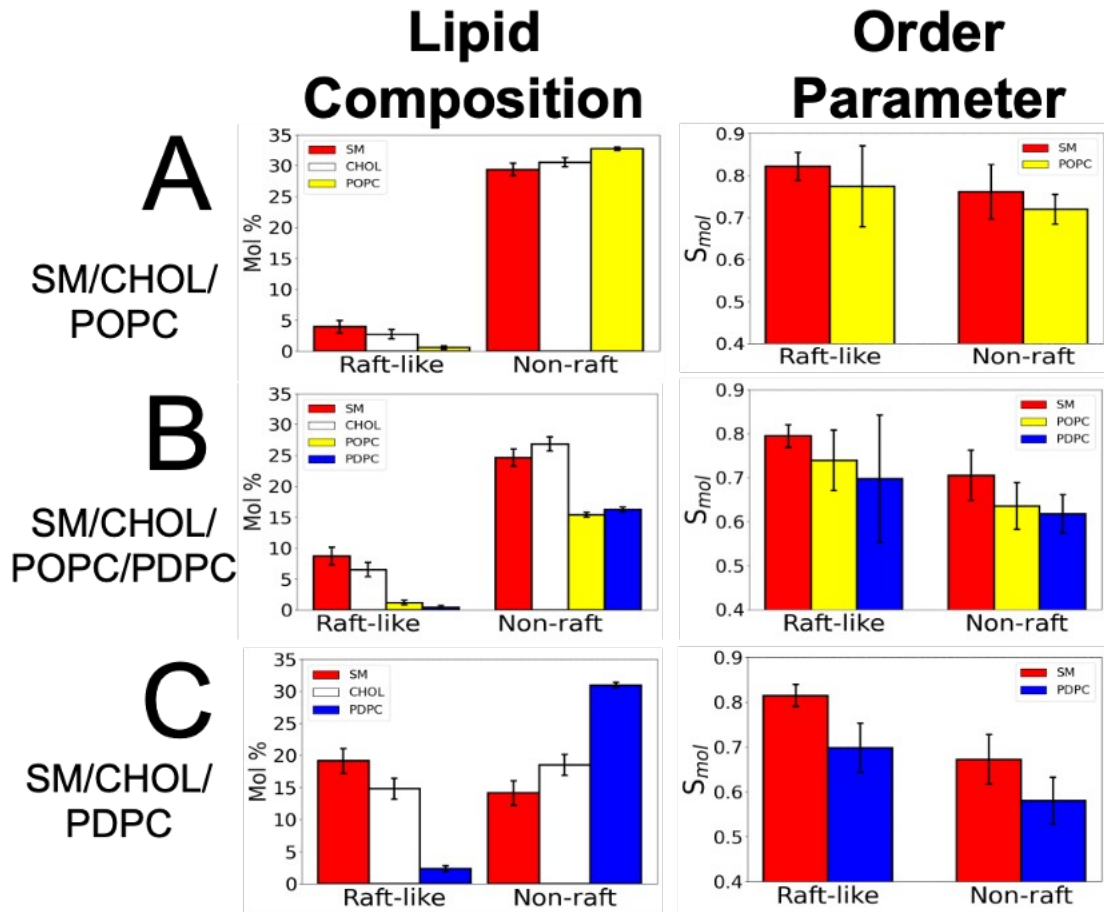 Lipid
Composition
Order
Parameter
A
SM/CHOL/
POPC
35
30
25
20
15
10
5
0
Mol %
SM
CHOL
POPC
Raft-like
Non-raft
0.9
0.8
0.7
0.6
0.5
0.4
Smol
SM
POPC
Raft-like
Non-raft
B
SM/CHOL/
POPC/PDPC
35
30
25
20
15
10
5
0
Mol %
SM
CHOL
POPC
PDPC
Raft-like
Non-raft
0.9
0.8
0.7
0.6
0.5
0.4
Smol
SM
POPC
PDPC
Raft-like
Non-raft
C
SM/CHOL/
PDPC
35
30
25
20
15
10
5
0
Mol %
SM
CHOL
PDPC
Raft-like
Non-raft
0.9
0.8
0.7
0.6
0.5
0.4
Smol
SM
PDPC
Raft-like
Non-raft